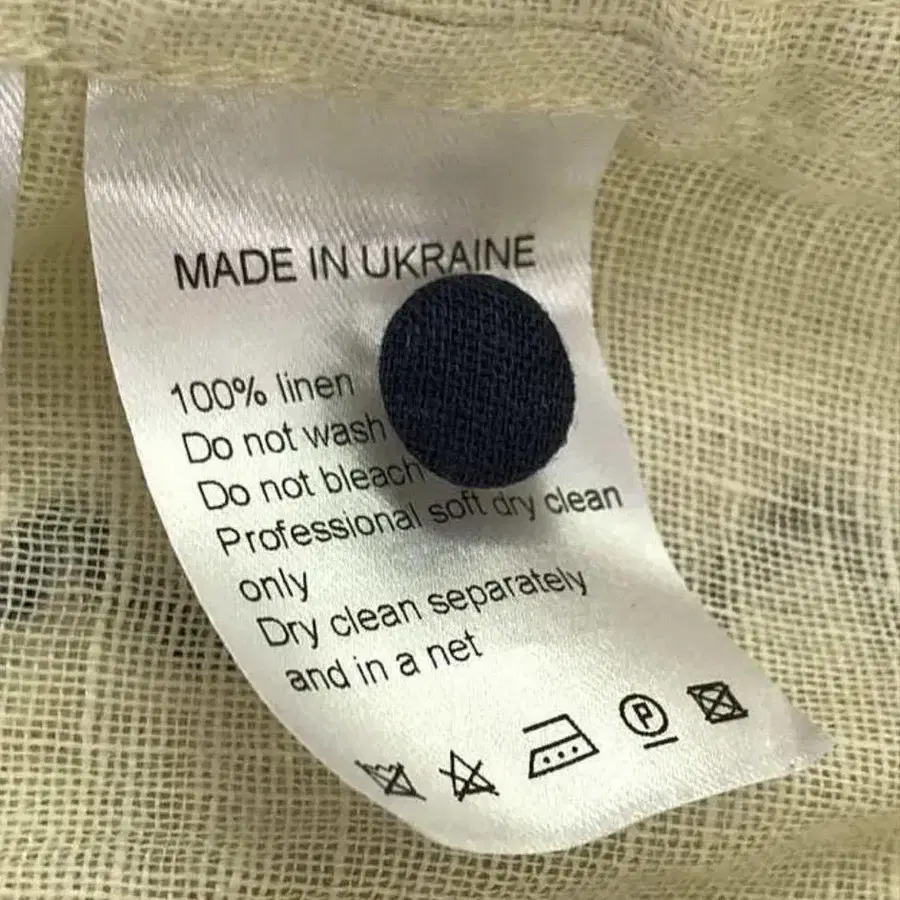 MADE IN UKRAINE
100% linen
Do not wash
Do not bleach
Professional soft dry clean
only
Dry clean separately
and in a net
P